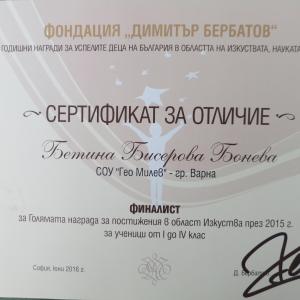 ФОНДАЦИЯ „ДИМИТЪР БЕРБАТОВ“
ГОДИШНИ НАГРАДИ ЗА УСПЕЛИТЕ ДЕЦА НА БЪЛГАРИЯ В ОБЛАСТТА НА ИЗКУСТВАТА, НАУКАТА
СЕРТИФИКАТ ЗА ОТЛИЧИЕ
Бетина Бисерова Бонева
СОУ "Гео Милев" - гр. Варна
ФИНАЛИСТ
за Голямата награда за постижения в област Изкуства през 2015 г.
за ученици от I до IV клас
София, юни 2016 г.
Д. Бербатов